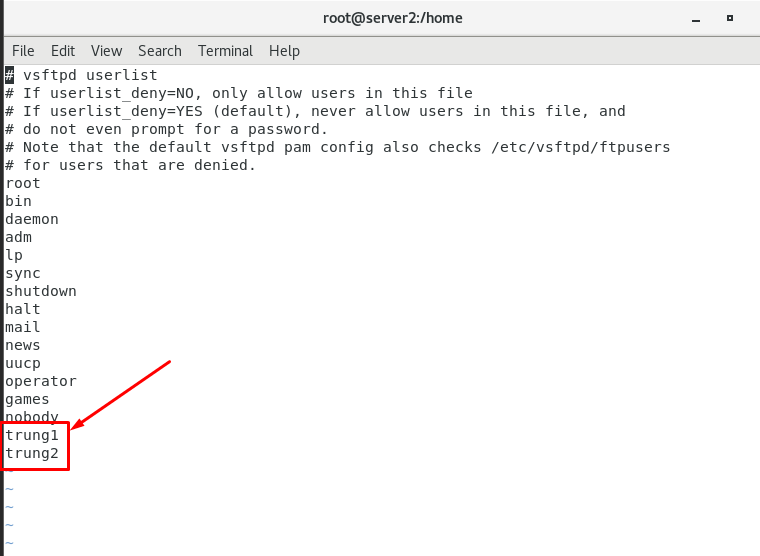 root@server2:/home
File Edit View Search Terminal Help
# vsftpd userlist
# If userlist_deny=NO, only allow users in this file
# If userlist_deny=YES (default), never allow users in this file, and
# do not even prompt for a password.
# Note that the default vsftpd pam config also checks /etc/vsftpd/ftpusers
# for users that are denied.
root
bin
daemon
adm
lp
sync
shutdown
halt
mail
news
uucp
operator
games
nobody
trung1
trung2
~
~
~
~
~